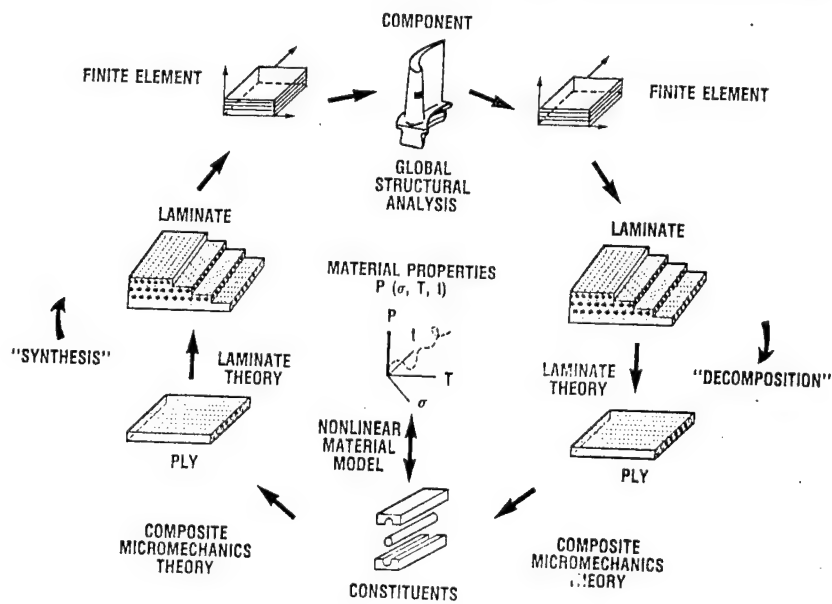 COMPONENT
FINITE ELEMENT
FINITE ELEMENT
GLOBAL
STRUCTURAL
ANALYSIS
LAMINATE
LAMINATE
MATERIAL PROPERTIES
P (σ, T, t)
P
t
T
σ
"SYNTHESIS"
LAMINATE
THEORY
LAMINATE
THEORY
"DECOMPOSITION"
NONLINEAR
MATERIAL
MODEL
PLY
PLY
COMPOSITE
MICROMECHANICS
THEORY
CONSTITUENTS
COMPOSITE
MICROMECHANICS
THEORY